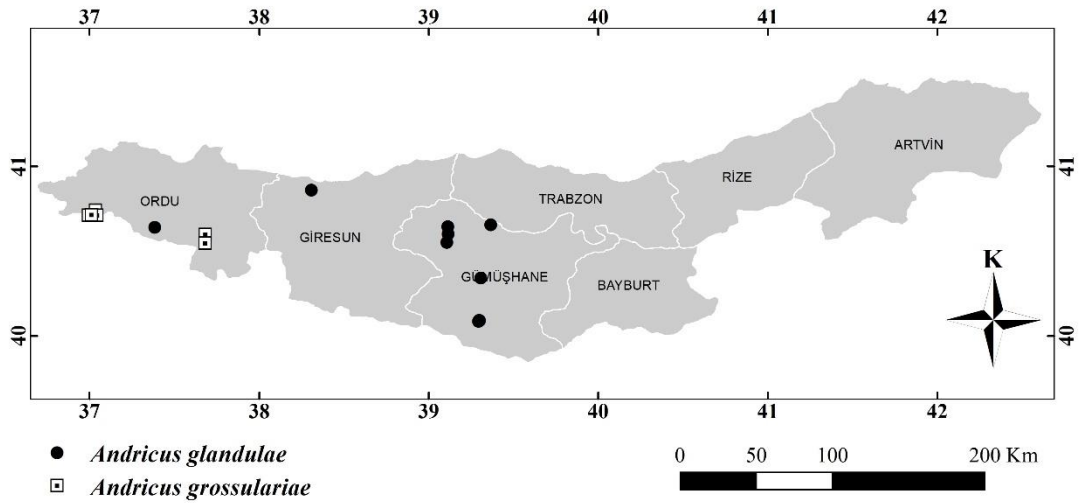 37 38 39 40 41 42
41 41
ARTVİN
RİZE
ORDU TRABZON
GİRESUN
K
GÜMÜŞHANE BAYBURT
40 40
37 38 39 40 41 42
Andricus glandulae
Andricus grossulariae
0 50 100 200 Km